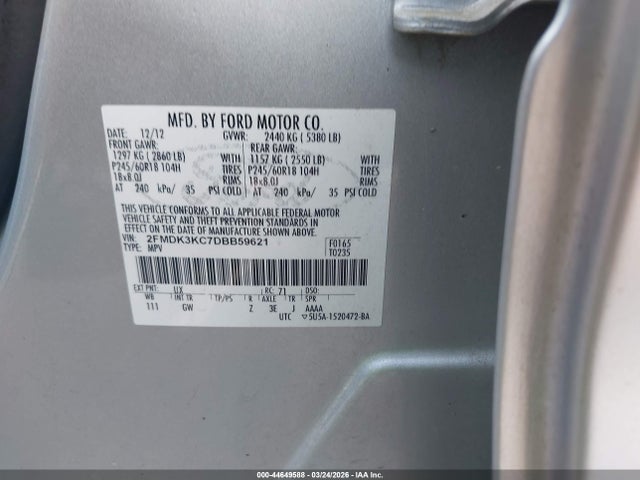 MFD. BY FORD MOTOR CO.
DATE: 12/12 GVWR: 2440 KG ( 5380 LB)
FRONT GAWR: REAR GAWR:
1297 KG ( 2860 LB) WITH 1157 KG ( 2550 LB) WITH
P245/60R18 104H TIRES P245/60R18 104H TIRES
18x8.0J RIMS 18x8.0J RIMS
AT 240 kPa/ 35 PSI COLD AT 240 kPa/ 35 PSI COLD
THIS VEHICLE CONFORMS TO ALL APPLICABLE FEDERAL MOTOR
VEHICLE SAFETY AND THEFT PREVENTION STANDARDS IN EFFECT
ON THE DATE OF MANUFACTURE SHOWN ABOVE.
VIN: 2FMDK3KC7DBB59621 F0165
TYPE: MPV T0235
EXT PNT: UX RC: 71 DSO:
WB INT TR TP/PS R AXLE TR SPR
111 GW Z 3E J AAAA
UTC ▽5U5A-1520472-BA
000-44649588 - 03/24/2026 - IAA Inc.